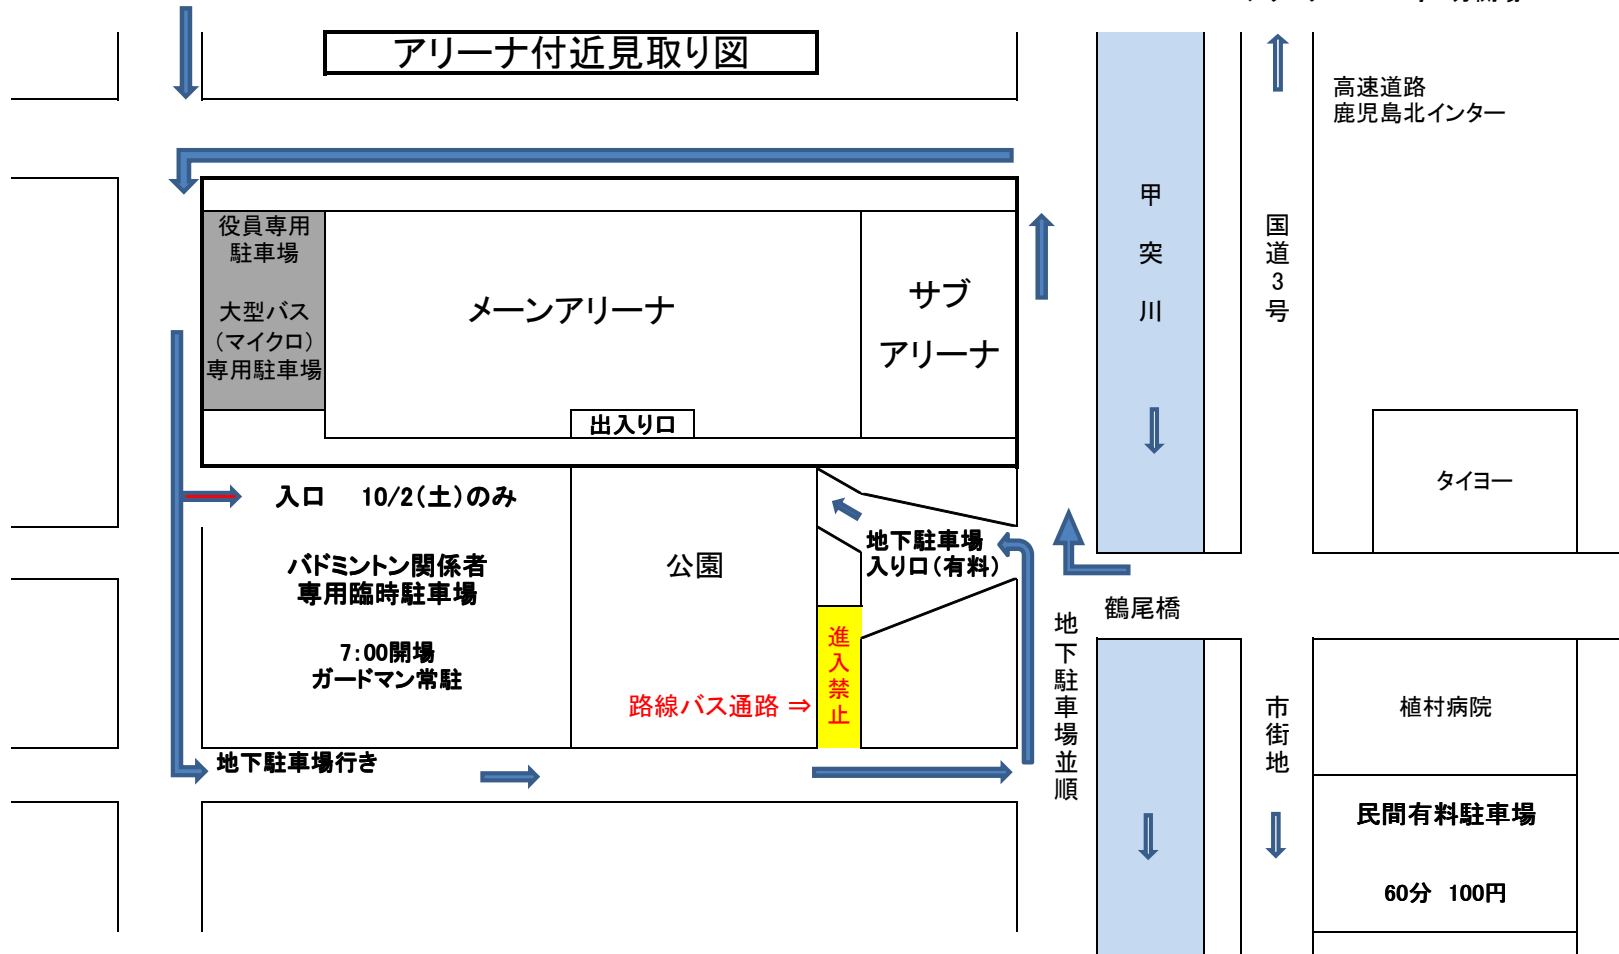 アリーナ付近見取り図
高速道路
鹿児島北インター
役員専用
駐車場
大型バス
（マイクロ）
専用駐車場
メーンアリーナ
サブ
アリーナ
出入り口
甲突川
国道3号
タイヨー
入口　10/2(土)のみ
バドミントン関係者
専用臨時駐車場
7:00開場
ガードマン常駐
公園
地下駐車場
入り口(有料)
進入禁止
路線バス通路 ⇒
地下駐車場行き
地下駐車場並順
鶴尾橋
市街地
植村病院
民間有料駐車場
60分　100円